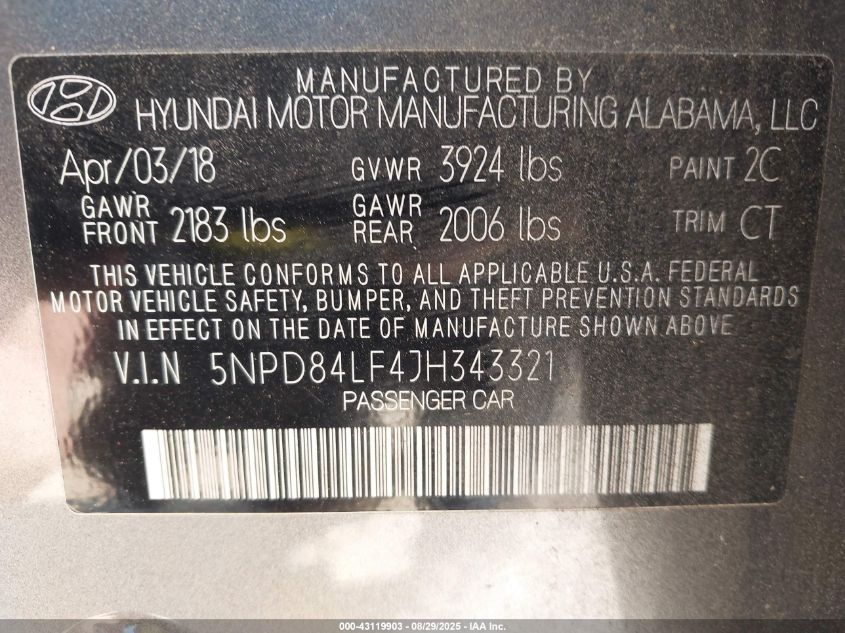 MANUFACTURED BY
HYUNDAI MOTOR MANUFACTURING ALABAMA, LLC
Apr/03/18 GVWR 3924 lbs PAINT 2C
GAWR FRONT 2183 lbs GAWR REAR 2006 lbs TRIM CT
THIS VEHICLE CONFORMS TO ALL APPLICABLE U.S.A. FEDERAL
MOTOR VEHICLE SAFETY, BUMPER, AND THEFT PREVENTION STANDARDS
IN EFFECT ON THE DATE OF MANUFACTURE SHOWN ABOVE
V.I.N 5NPD84LF4JH343321
PASSENGER CAR
000-43119903 - 08/29/2025 - IAA Inc.